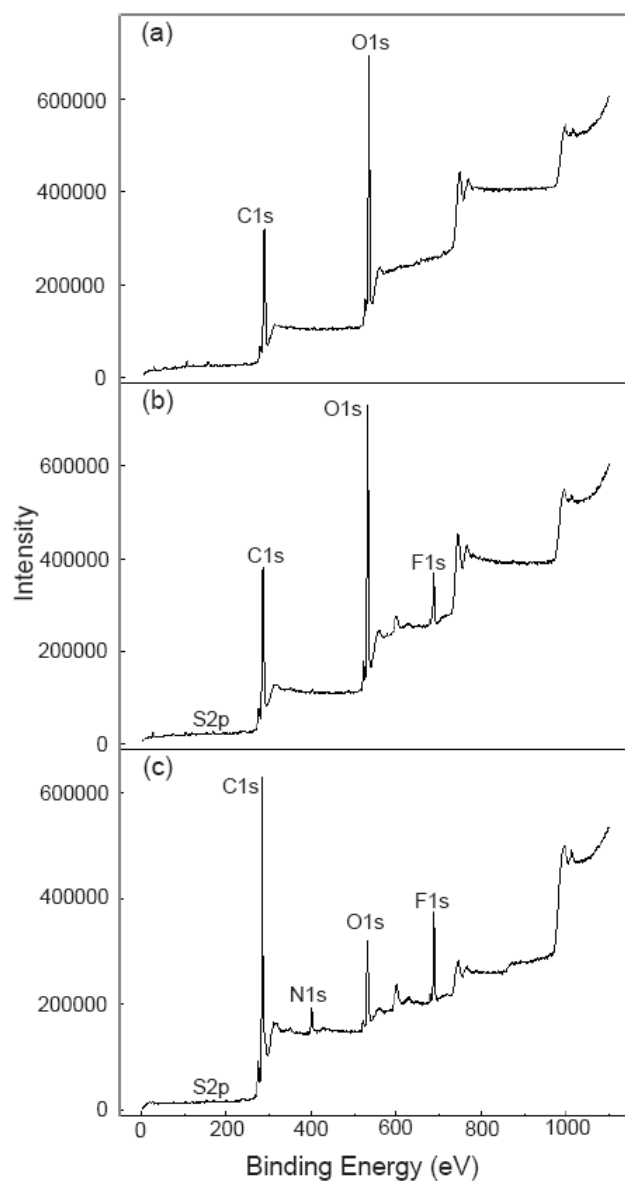 (a)
O1s
C1s
600000
400000
200000
0
(b)
O1s
C1s
F1s
S2p
600000
400000
200000
0
Intensity
(c)
C1s
O1s
F1s
N1s
S2p
600000
400000
200000
0
0 200 400 600 800 1000
Binding Energy (eV)